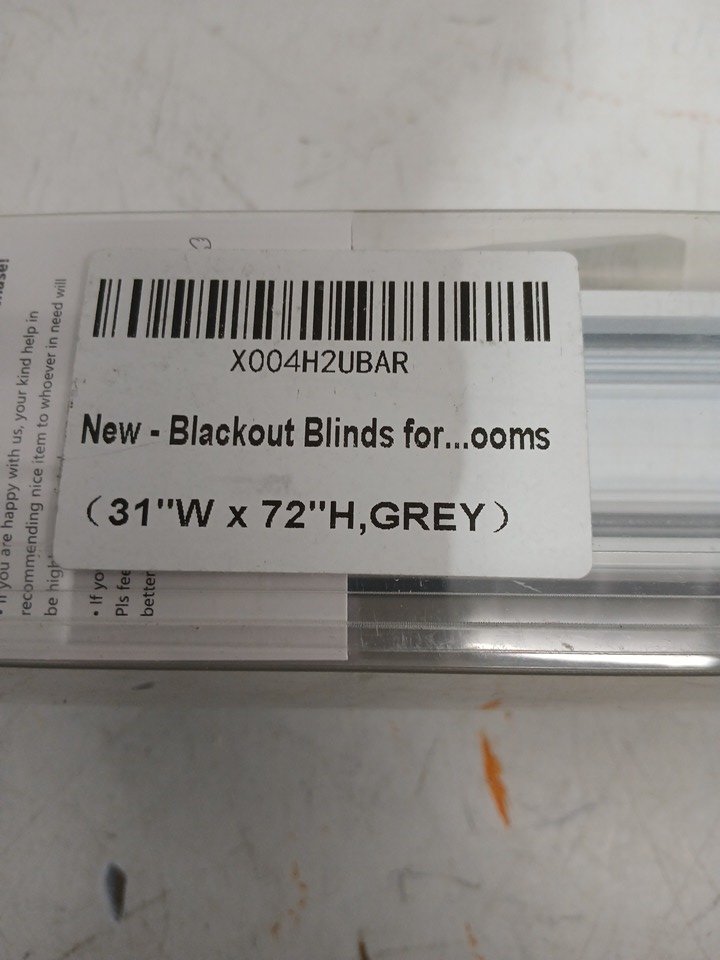 X004H2UBAR
New - Blackout Blinds for...ooms
（31"W x 72"H,GREY）
you are happy with us, your kind help in
recommending nice item to whoever in need will
be high
• If yo
Pls fee
better
3